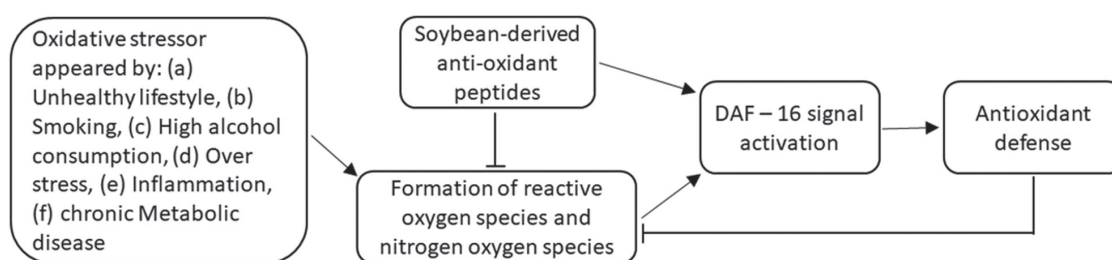 Oxidative stressor
appeared by: (a)
Unhealthy lifestyle, (b)
Smoking, (c) High alcohol
consumption, (d) Over
stress, (e) Inflammation,
(f) chronic Metabolic
disease
Soybean-derived
anti-oxidant
peptides
Formation of reactive
oxygen species and
nitrogen oxygen species
DAF – 16 signal
activation
Antioxidant
defense